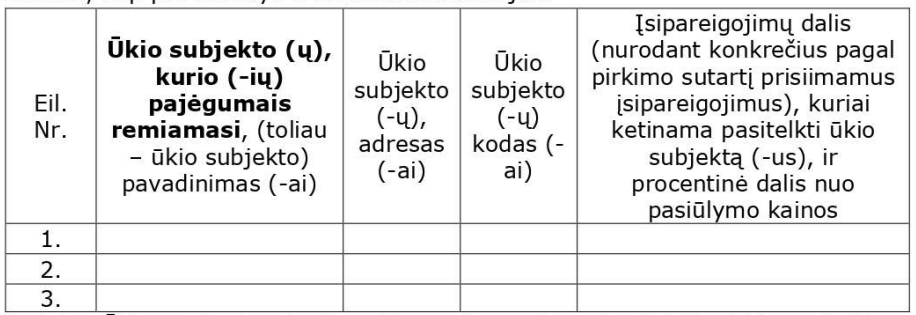 Eil.
Nr.
Ūkio subjekto (ų),
kurio (-ių)
pajėgumais
remiamasi, (toliau
– ūkio subjekto)
pavadinimas (-ai)
Ūkio
subjekto
(-ų),
adresas
(-ai)
Ūkio
subjekto
(-ų)
kodas (-
ai)
Įsipareigojimų dalis
(nurodant konkrečius pagal
pirkimo sutartį prisiimamus
įsipareigojimus), kuriai
ketinama pasitelkti ūkio
subjektą (-us), ir
procentinė dalis nuo
pasiūlymo kainos
1.
2.
3.